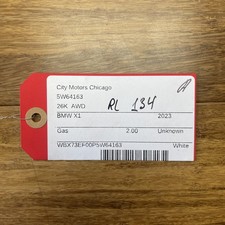 City Motors Chicago
5W64163
26K AWD
RL 134
BMW X1 2023
Gas 2.00 Unknown
WBX73EF00P5W64163 White